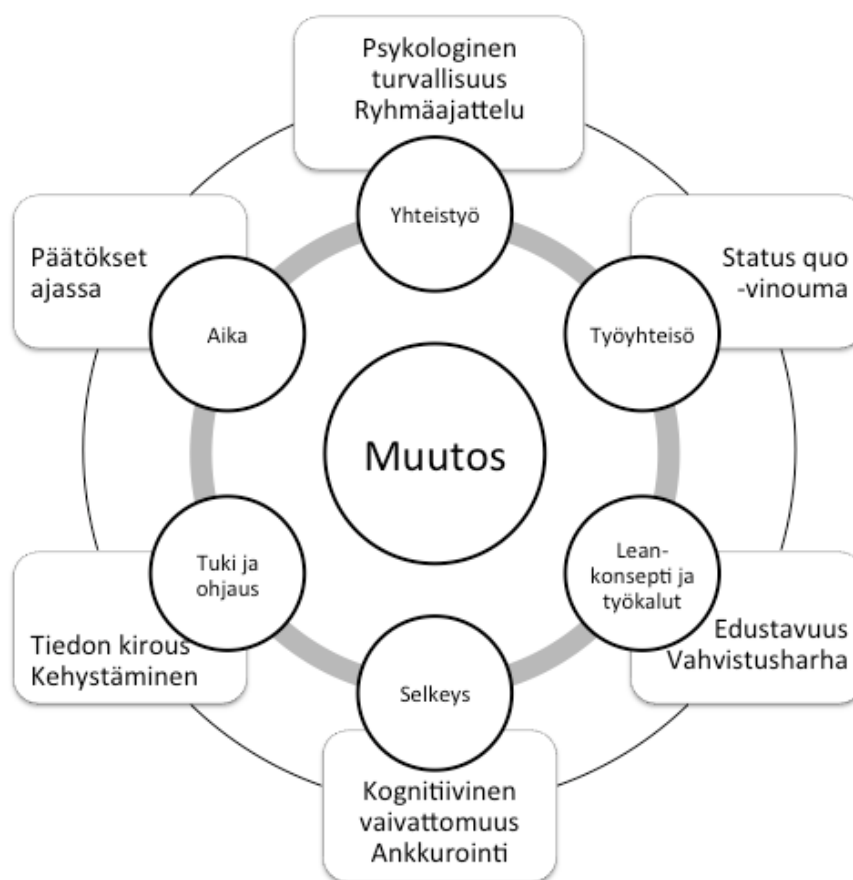 Psykologinen
turvallisuus
Ryhmäajattelu
Yhteistyö
Päätökset
ajassa
Aika
Status quo
-vinouma
Työyhteisö
Muutos
Tuki ja
ohjaus
Tiedon kirous
Kehystäminen
Lean-
konsepti ja
työkalut
Edustavuus
Vahvistusharha
Selkeys
Kognitiivinen
vaivattomuus
Ankkurointi